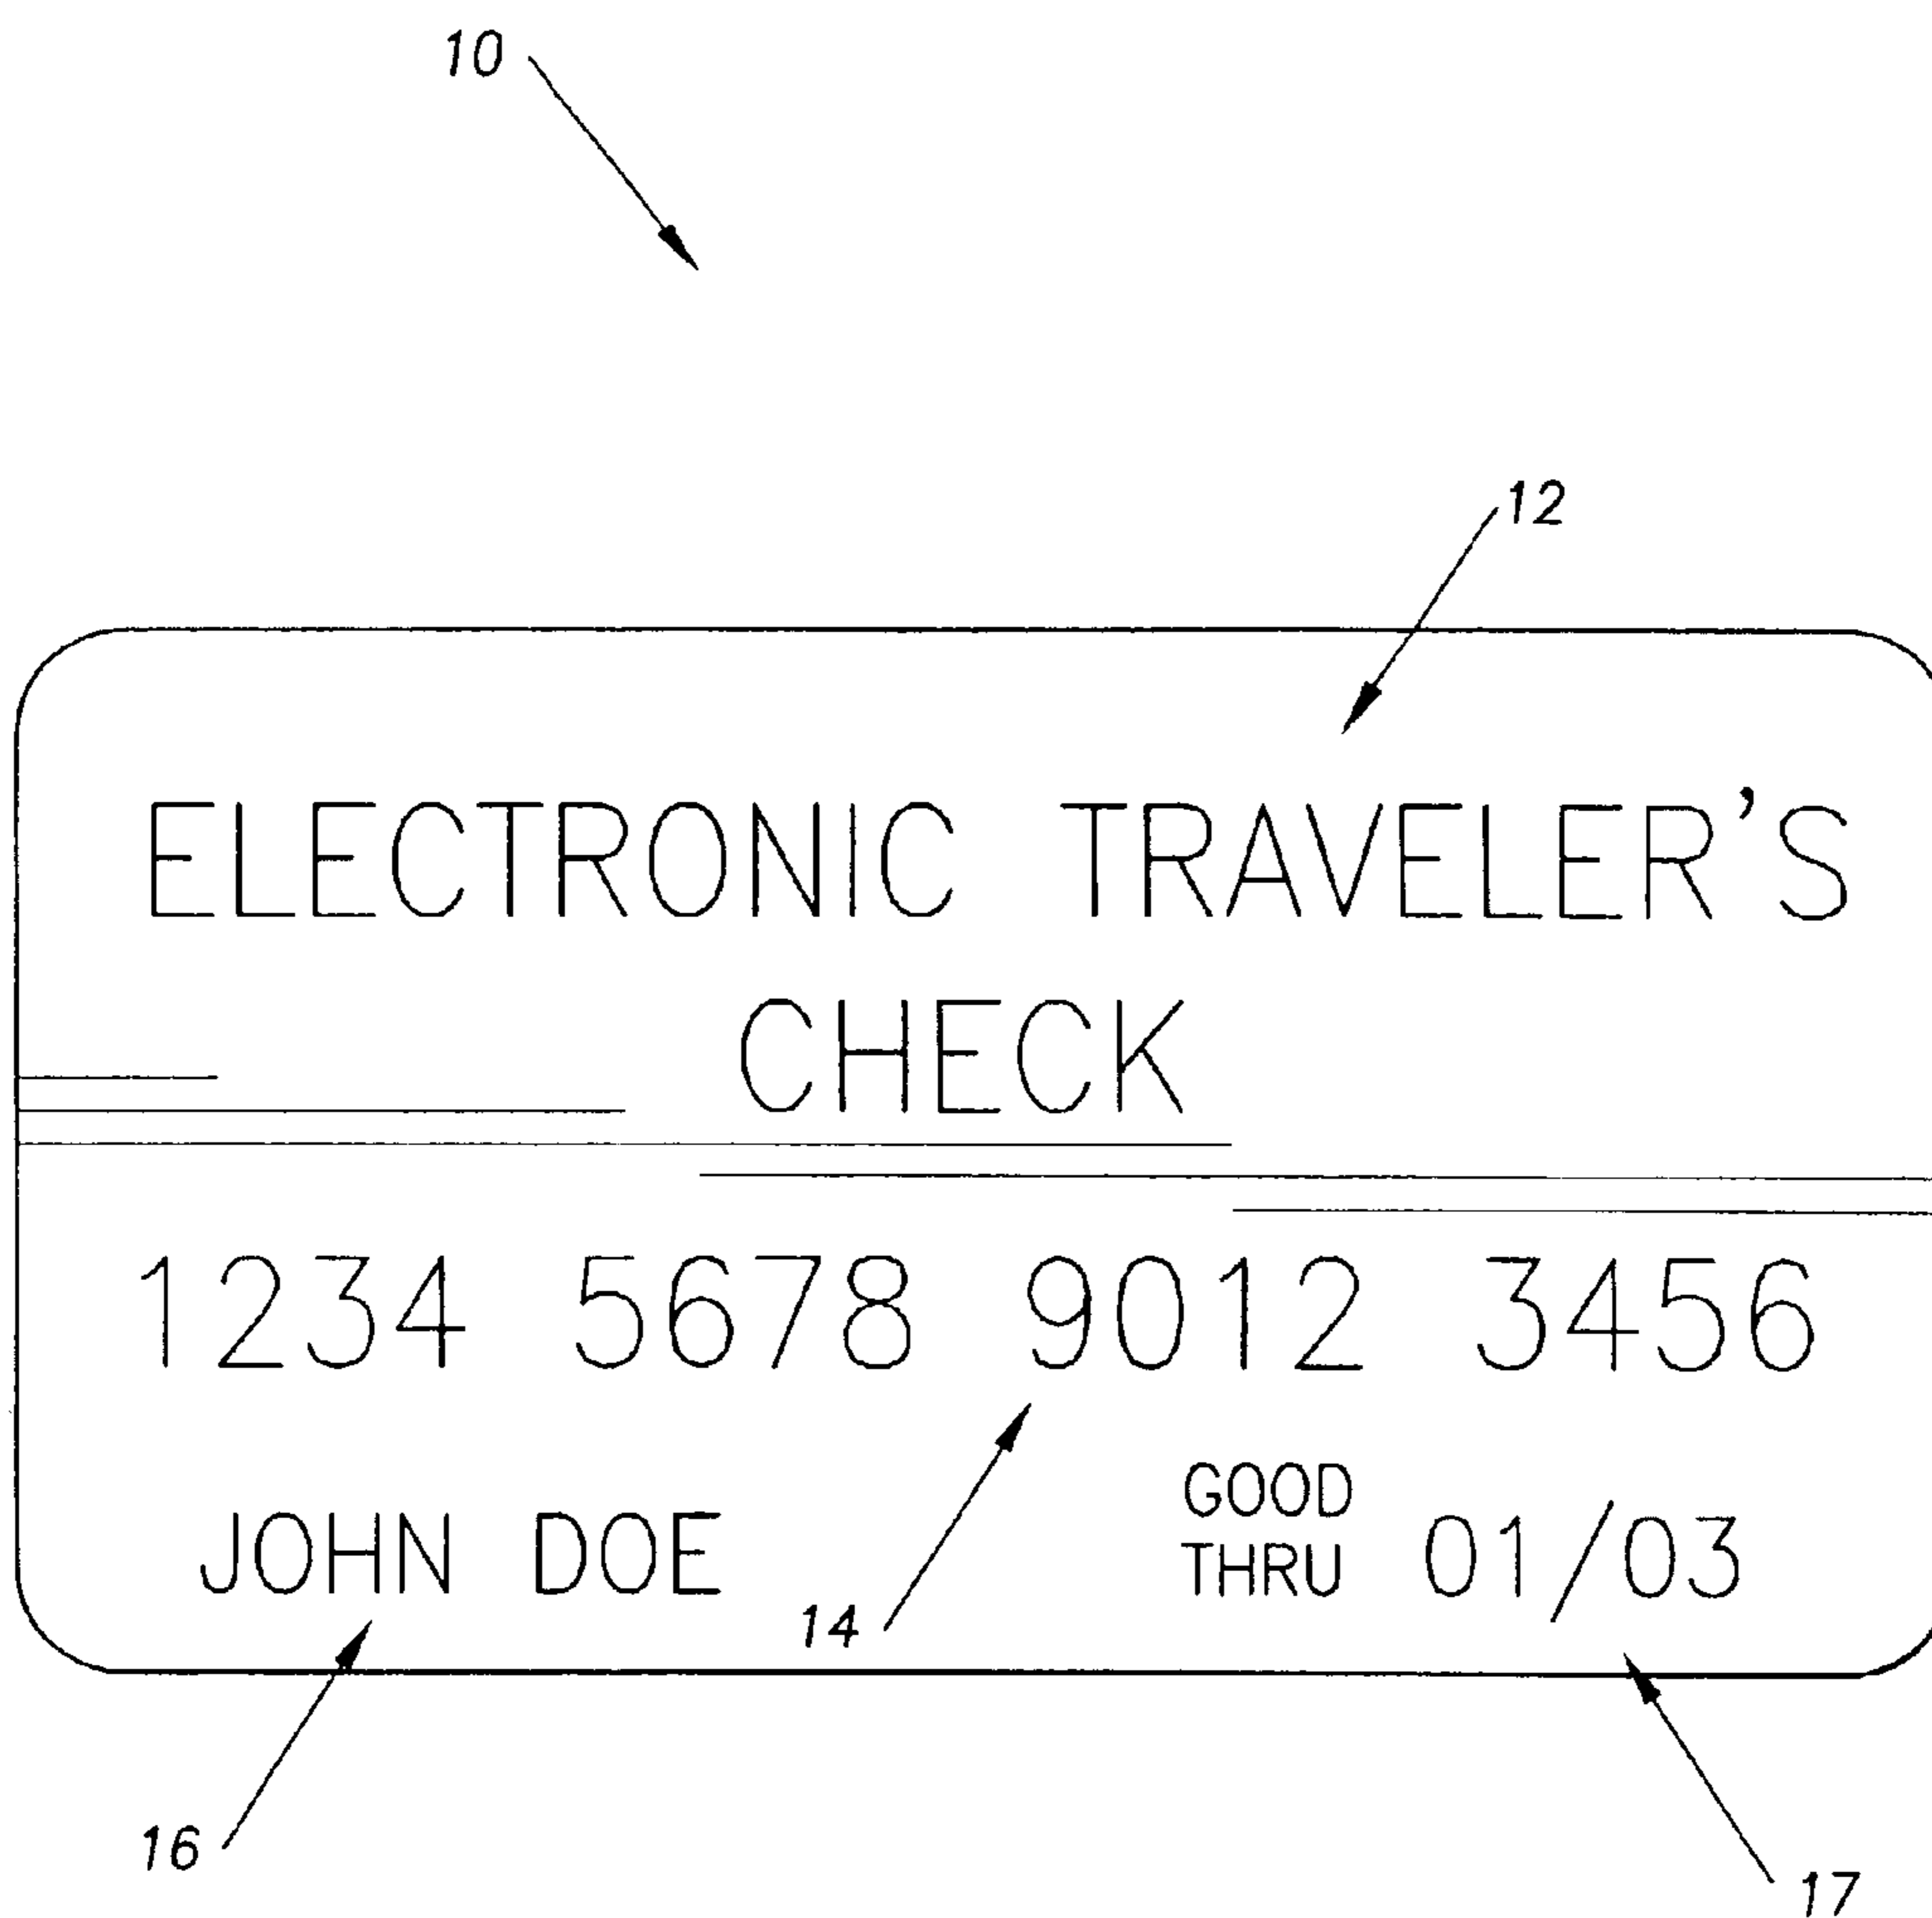 10
12
ELECTRONIC TRAVELER'S
CHECK
1234 5678 9012 3456
GOOD
JOHN DOE THRU 01/03
14
16
17